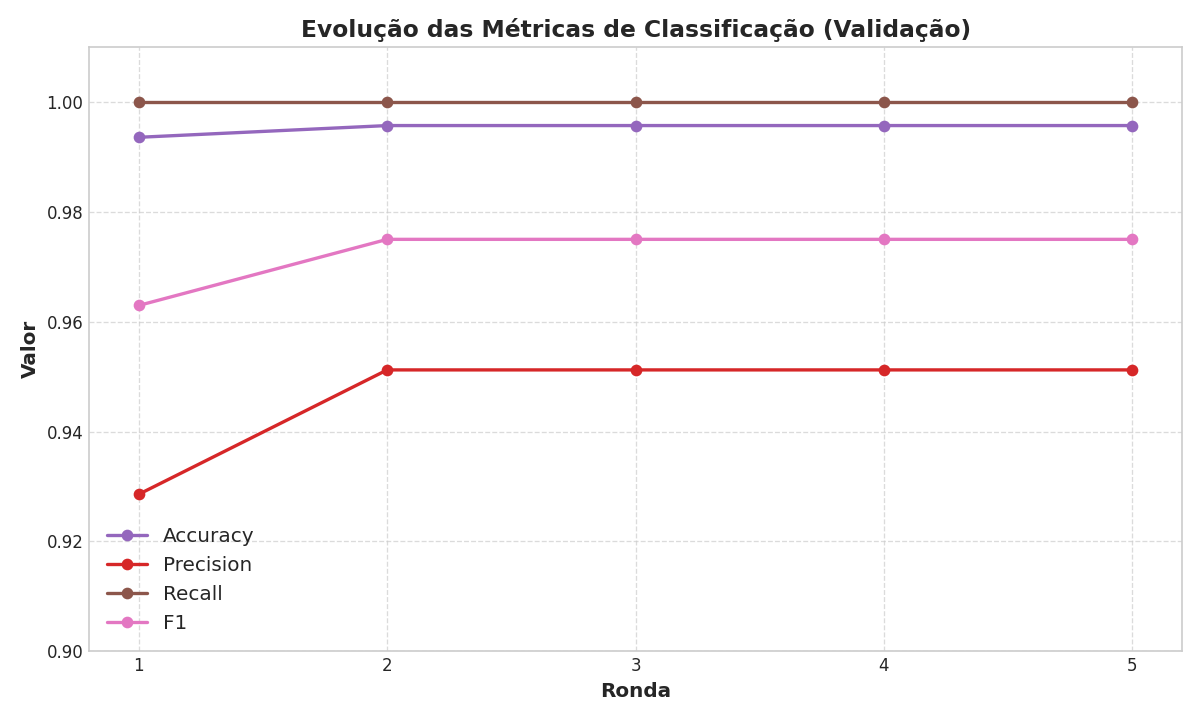 Evolução das Métricas de Classificação (Validação)
1.00
0.98
0.96
0.94
0.92
0.90
Valor
Accuracy
Precision
Recall
F1
1 2 3 4 5
Ronda